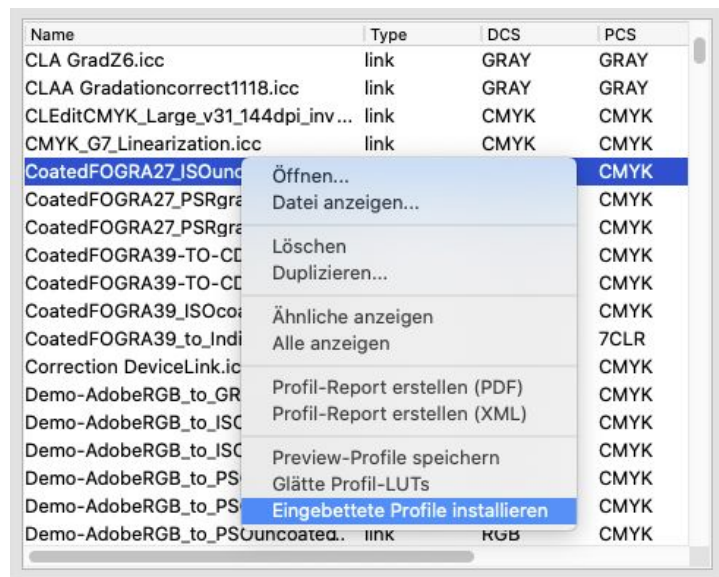 Name Type DCS PCS
CLA GradZ6.icc link GRAY GRAY
CLAA Gradationcorrect1118.icc link GRAY GRAY
CLEditCMYK_Large_v31_144dpi_inv... link CMYK CMYK
CMYK_G7_Linearization.icc link CMYK CMYK
CoatedFOGRA27_ISOunc CMYK
CoatedFOGRA27_PSRgra CMYK
CoatedFOGRA27_PSRgra CMYK
CoatedFOGRA39-TO-CD CMYK
CoatedFOGRA39-TO-CD CMYK
CoatedFOGRA39_ISOcoa CMYK
CoatedFOGRA39_to_Indi 7CLR
Correction DeviceLink.ic CMYK
Demo-AdobeRGB_to_GR CMYK
Demo-AdobeRGB_to_ISC CMYK
Demo-AdobeRGB_to_ISC CMYK
Demo-AdobeRGB_to_PS CMYK
Demo-AdobeRGB_to_PS CMYK
Demo-AdobeRGB_to_PSOuncoated.. link RGB CMYK
Öffnen...
Datei anzeigen...
Löschen
Duplizieren...
Ähnliche anzeigen
Alle anzeigen
Profil-Report erstellen (PDF)
Profil-Report erstellen (XML)
Preview-Profile speichern
Glätte Profil-LUTs
Eingebettete Profile installieren